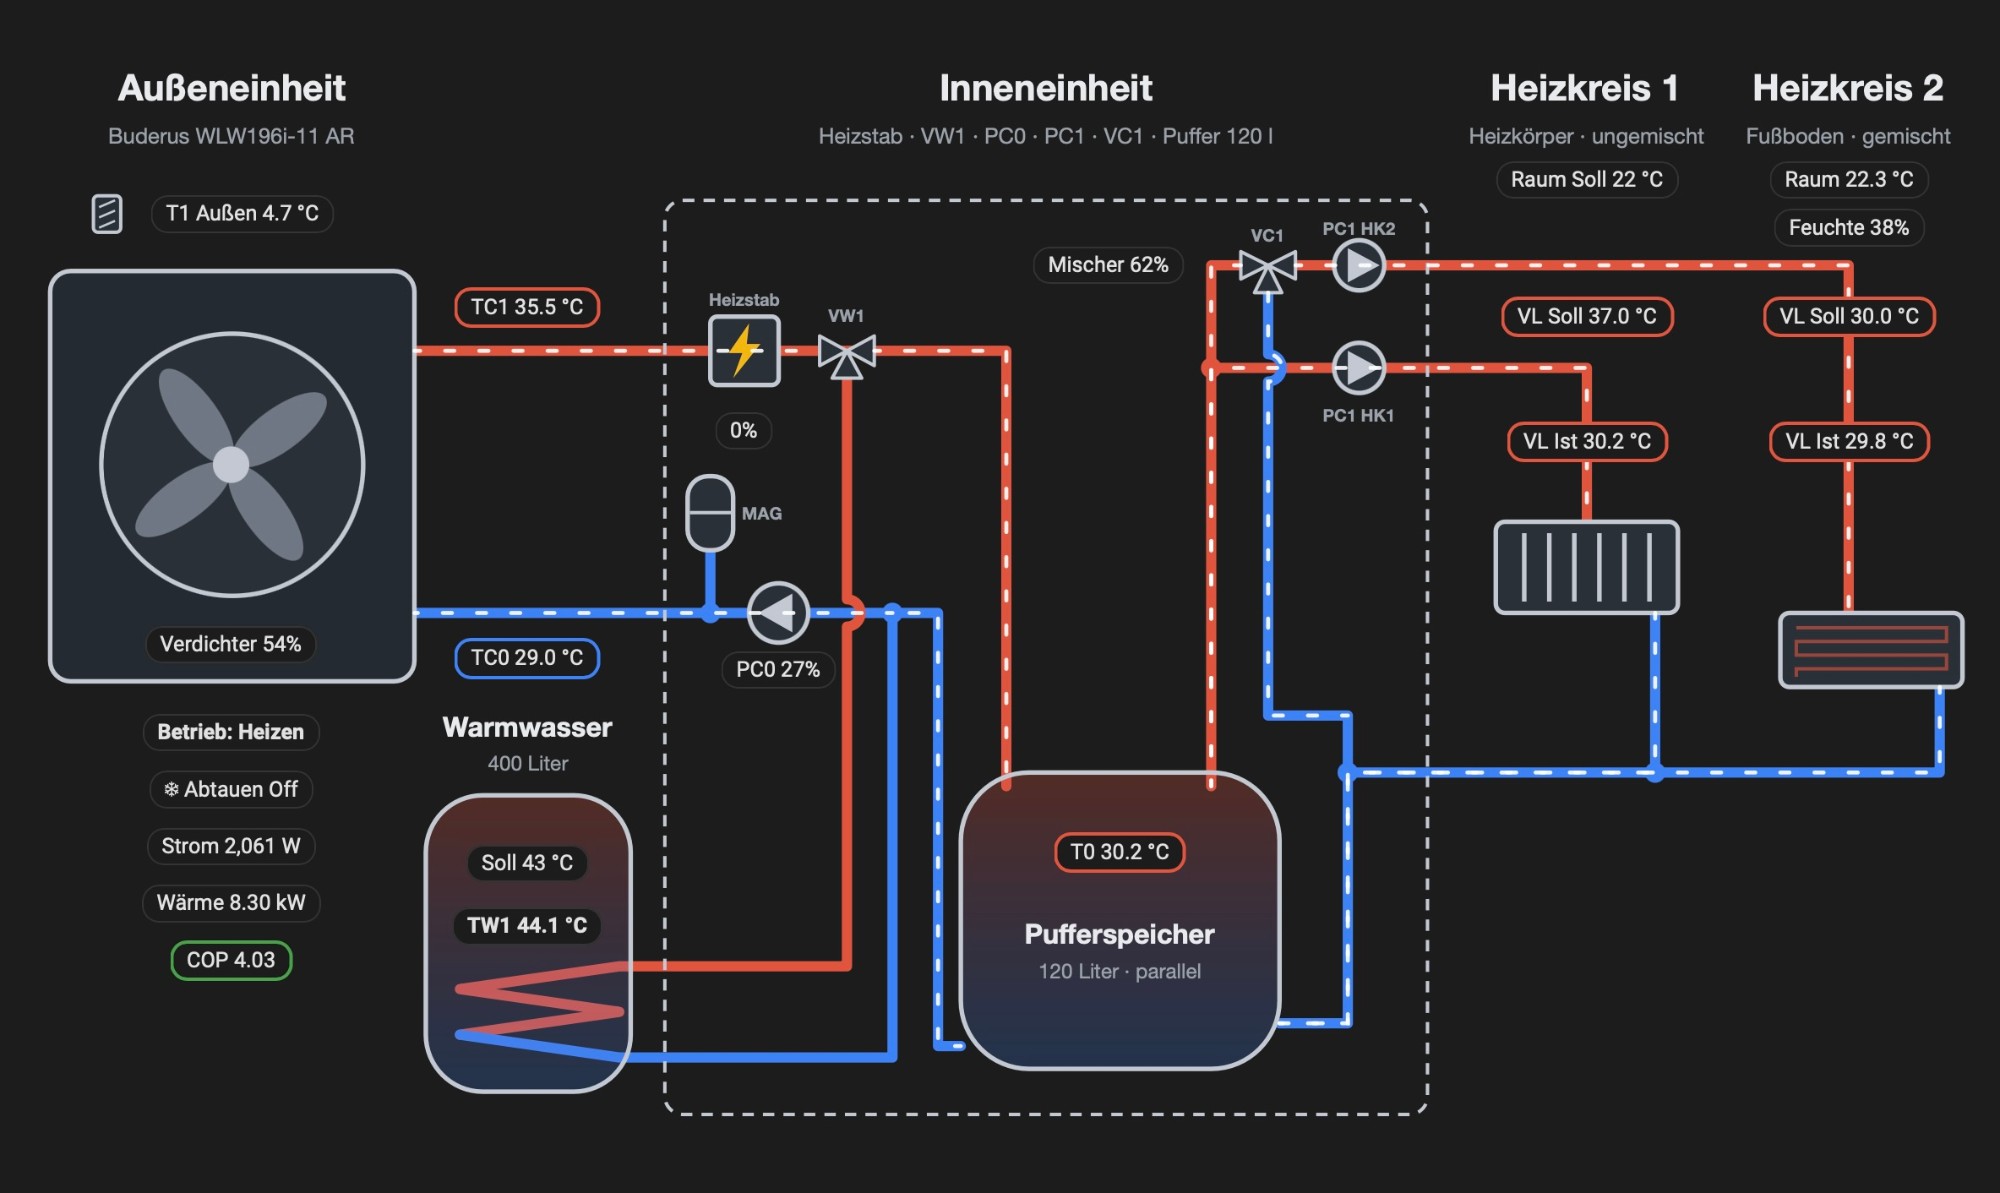 Außeneinheit
Buderus WLW196i-11 AR
T1 Außen 4.7 °C
Verdichter 54%
Betrieb: Heizen
❄ Abtauen Off
Strom 2,061 W
Wärme 8.30 kW
COP 4.03
TC1 35.5 °C
TC0 29.0 °C
Warmwasser
400 Liter
Soll 43 °C
TW1 44.1 °C
Inneneinheit
Heizstab · VW1 · PC0 · PC1 · VC1 · Puffer 120 l
Heizstab
0%
VW1
MAG
PC0 27%
Mischer 62%
VC1
PC1 HK2
PC1 HK1
T0 30.2 °C
Pufferspeicher
120 Liter · parallel
Heizkreis 1
Heizkörper · ungemischt
Raum Soll 22 °C
VL Soll 37.0 °C
VL Ist 30.2 °C
Heizkreis 2
Fußboden · gemischt
Raum 22.3 °C
Feuchte 38%
VL Soll 30.0 °C
VL Ist 29.8 °C